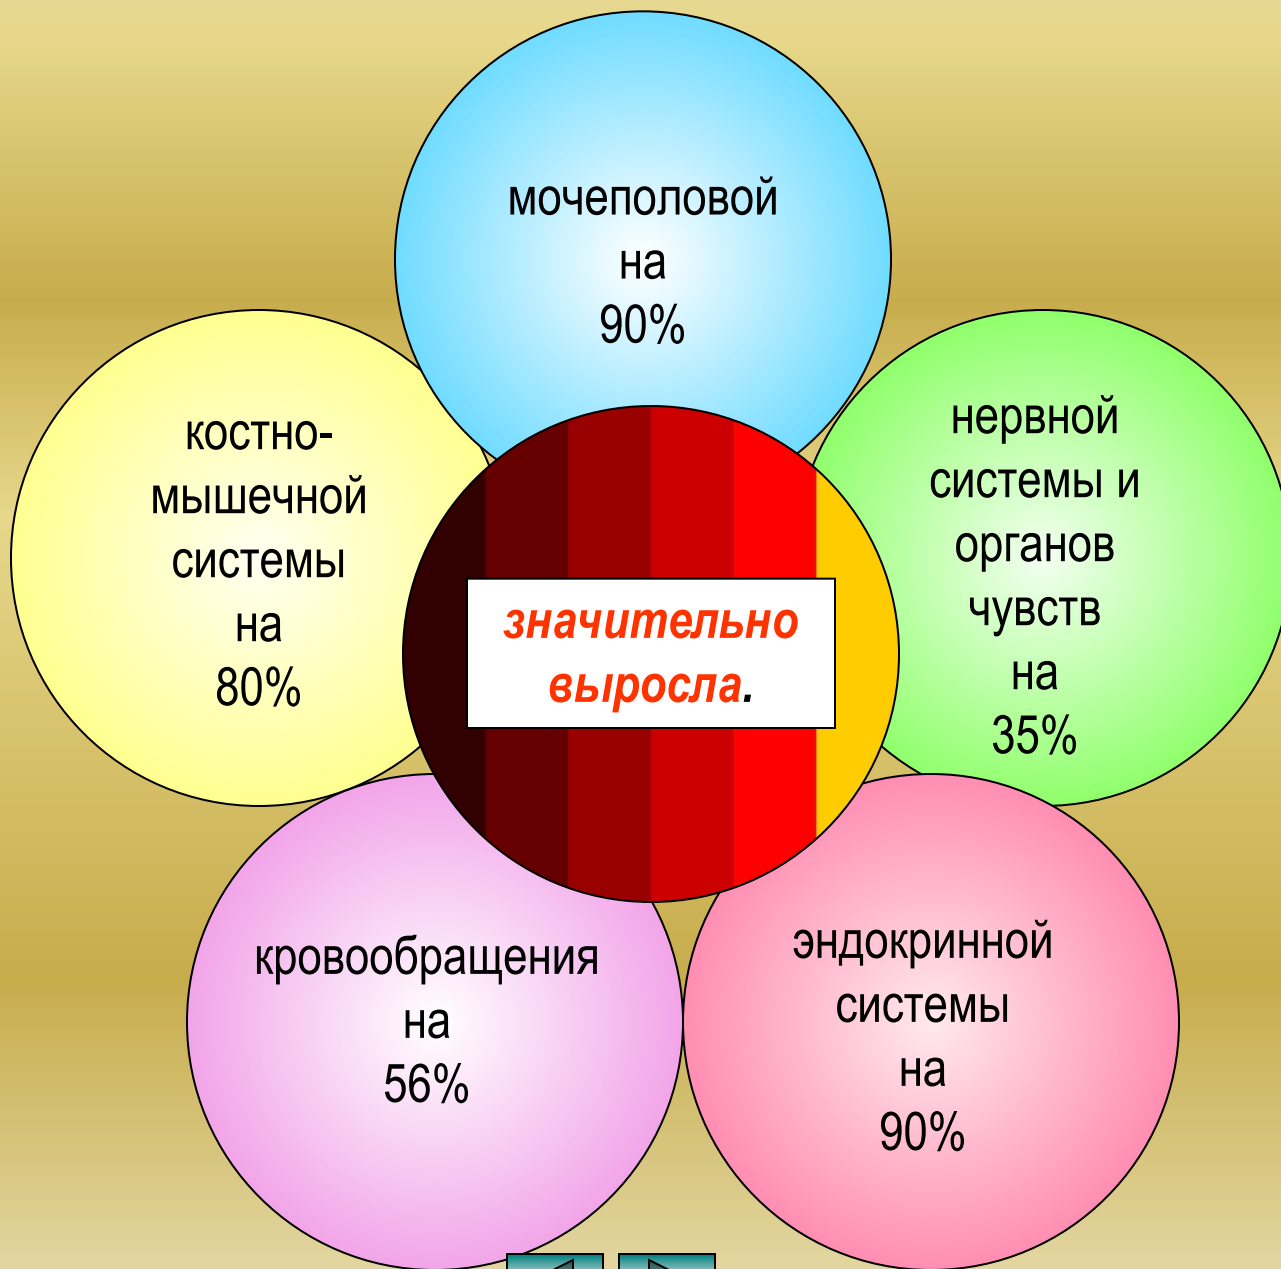 мочеполовой
на
90%
костно-
мышечной
системы
на
80%
нервной
системы и
органов
чувств
на
35%
значительно
выросла.
кровообращения
на
56%
эндокринной
системы
на
90%